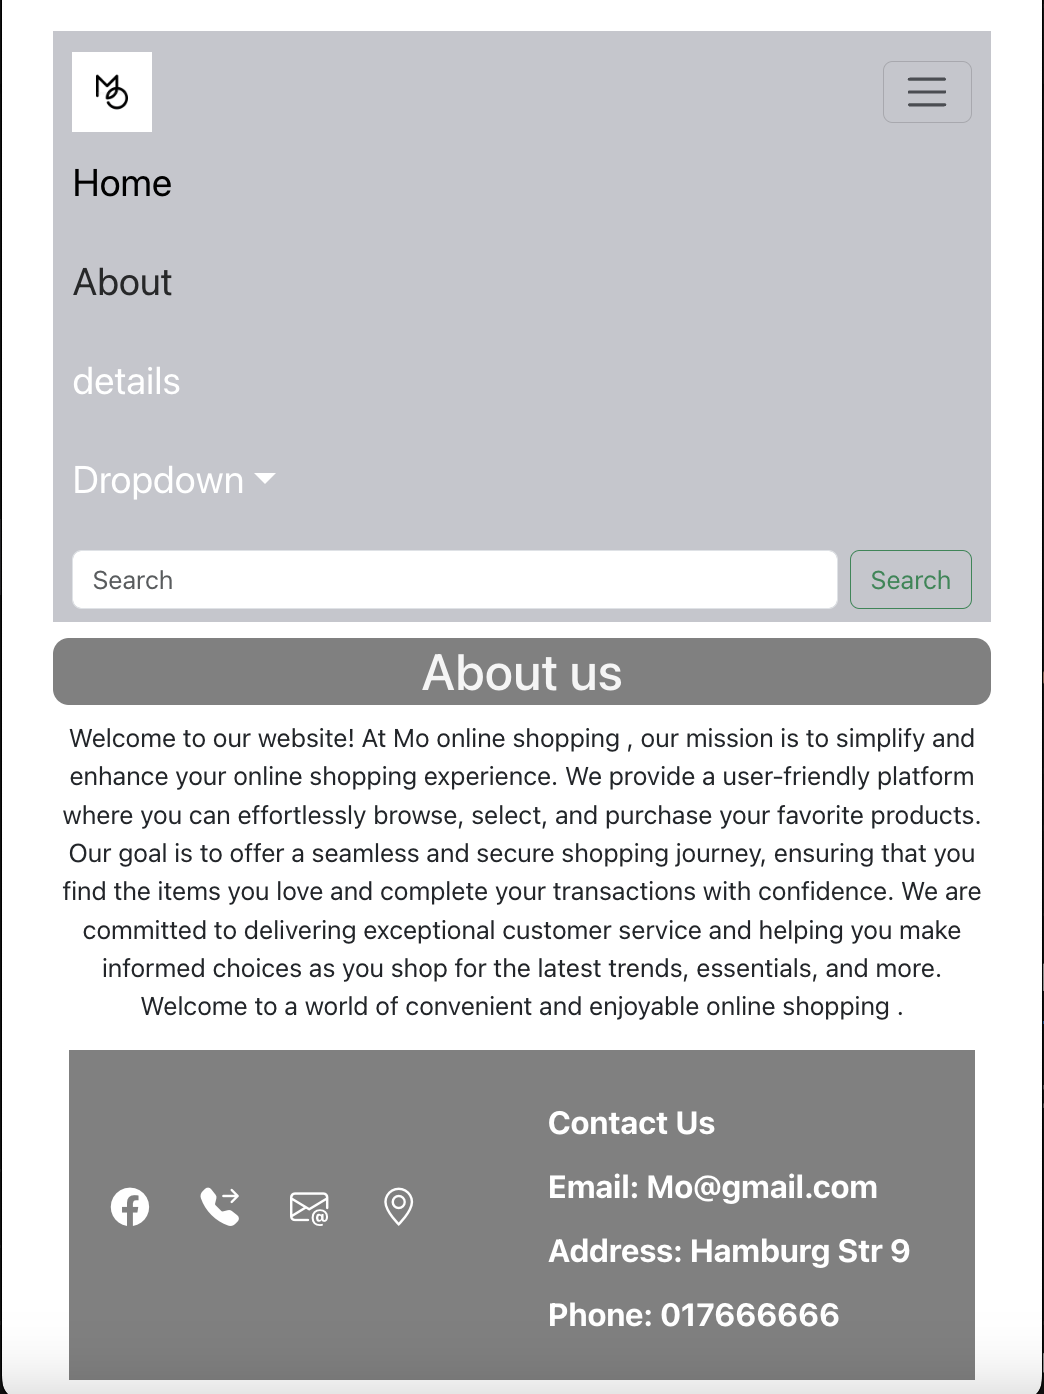 MO
Home
About
details
Dropdown
Search
Search
About us
Welcome to our website! At Mo online shopping , our mission is to simplify and
enhance your online shopping experience. We provide a user-friendly platform
where you can effortlessly browse, select, and purchase your favorite products.
Our goal is to offer a seamless and secure shopping journey, ensuring that you
find the items you love and complete your transactions with confidence. We are
committed to delivering exceptional customer service and helping you make
informed choices as you shop for the latest trends, essentials, and more.
Welcome to a world of convenient and enjoyable online shopping .
Contact Us
Email: Mo@gmail.com
Address: Hamburg Str 9
Phone: 017666666